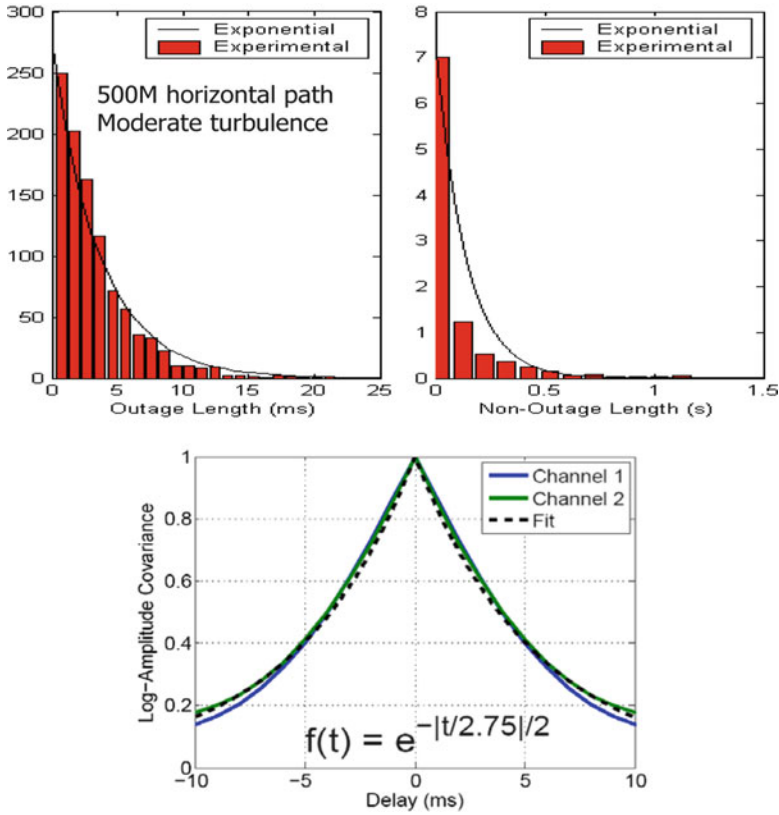 Exponential
Experimental
500M horizontal path
Moderate turbulence
300
250
200
150
100
50
0
0 5 10 15 20 25
Outage Length (ms)
Exponential
Experimental
8
7
6
5
4
3
2
1
0
0 0.5 1 1.5
Non-Outage Length (s)
Channel 1
Channel 2
Fit
Log-Amplitude Covariance
1
0.8
0.6
0.4
0.2
0
f(t) = e^-|t/2.75|/2
−10 −5 0 5 10
Delay (ms)